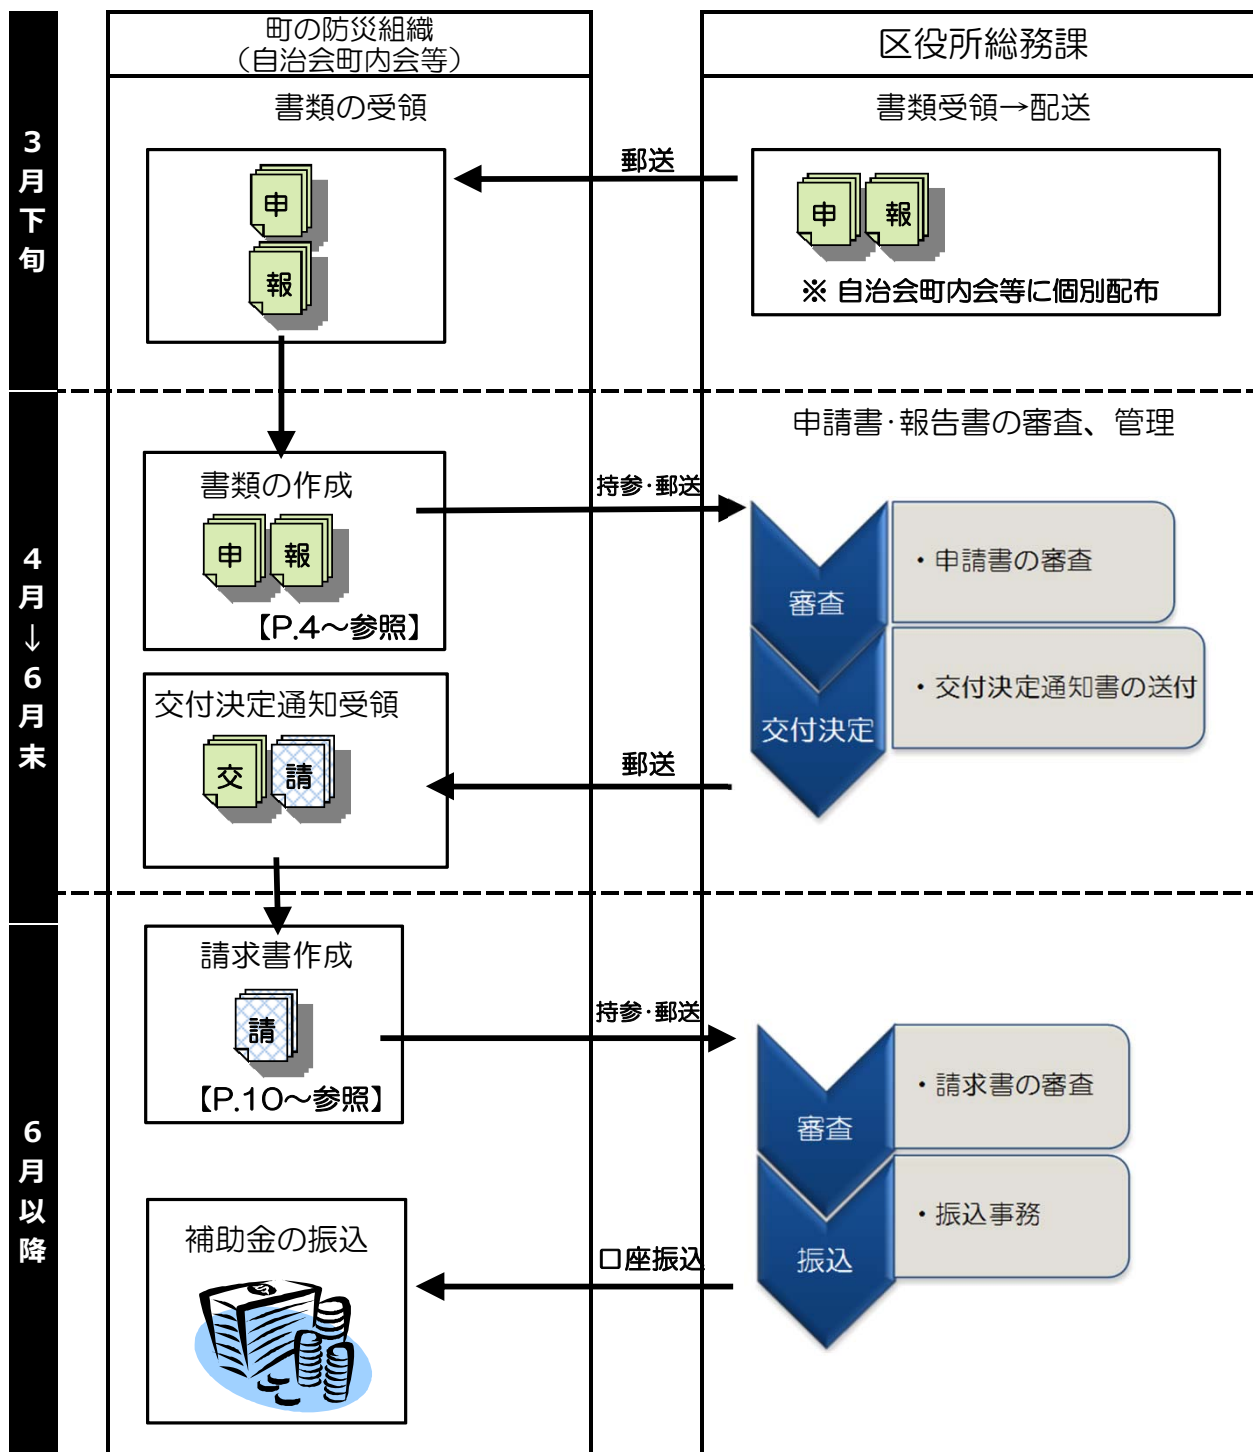 町の防災組織
（自治会町内会等）
区役所総務課
3月下旬
書類の受領
書類受領→配送
郵送
申
報
申
報
※ 自治会町内会等に個別配布
4月→6月末
申請書・報告書の審査、管理
書類の作成
持参・郵送
申
報
【P.4～参照】
審査
・申請書の審査
交付決定
・交付決定通知書の送付
交付決定通知受領
郵送
交
請
6月以降
請求書作成
持参・郵送
請
【P.10～参照】
審査
・請求書の審査
振込
・振込事務
補助金の振込
口座振込